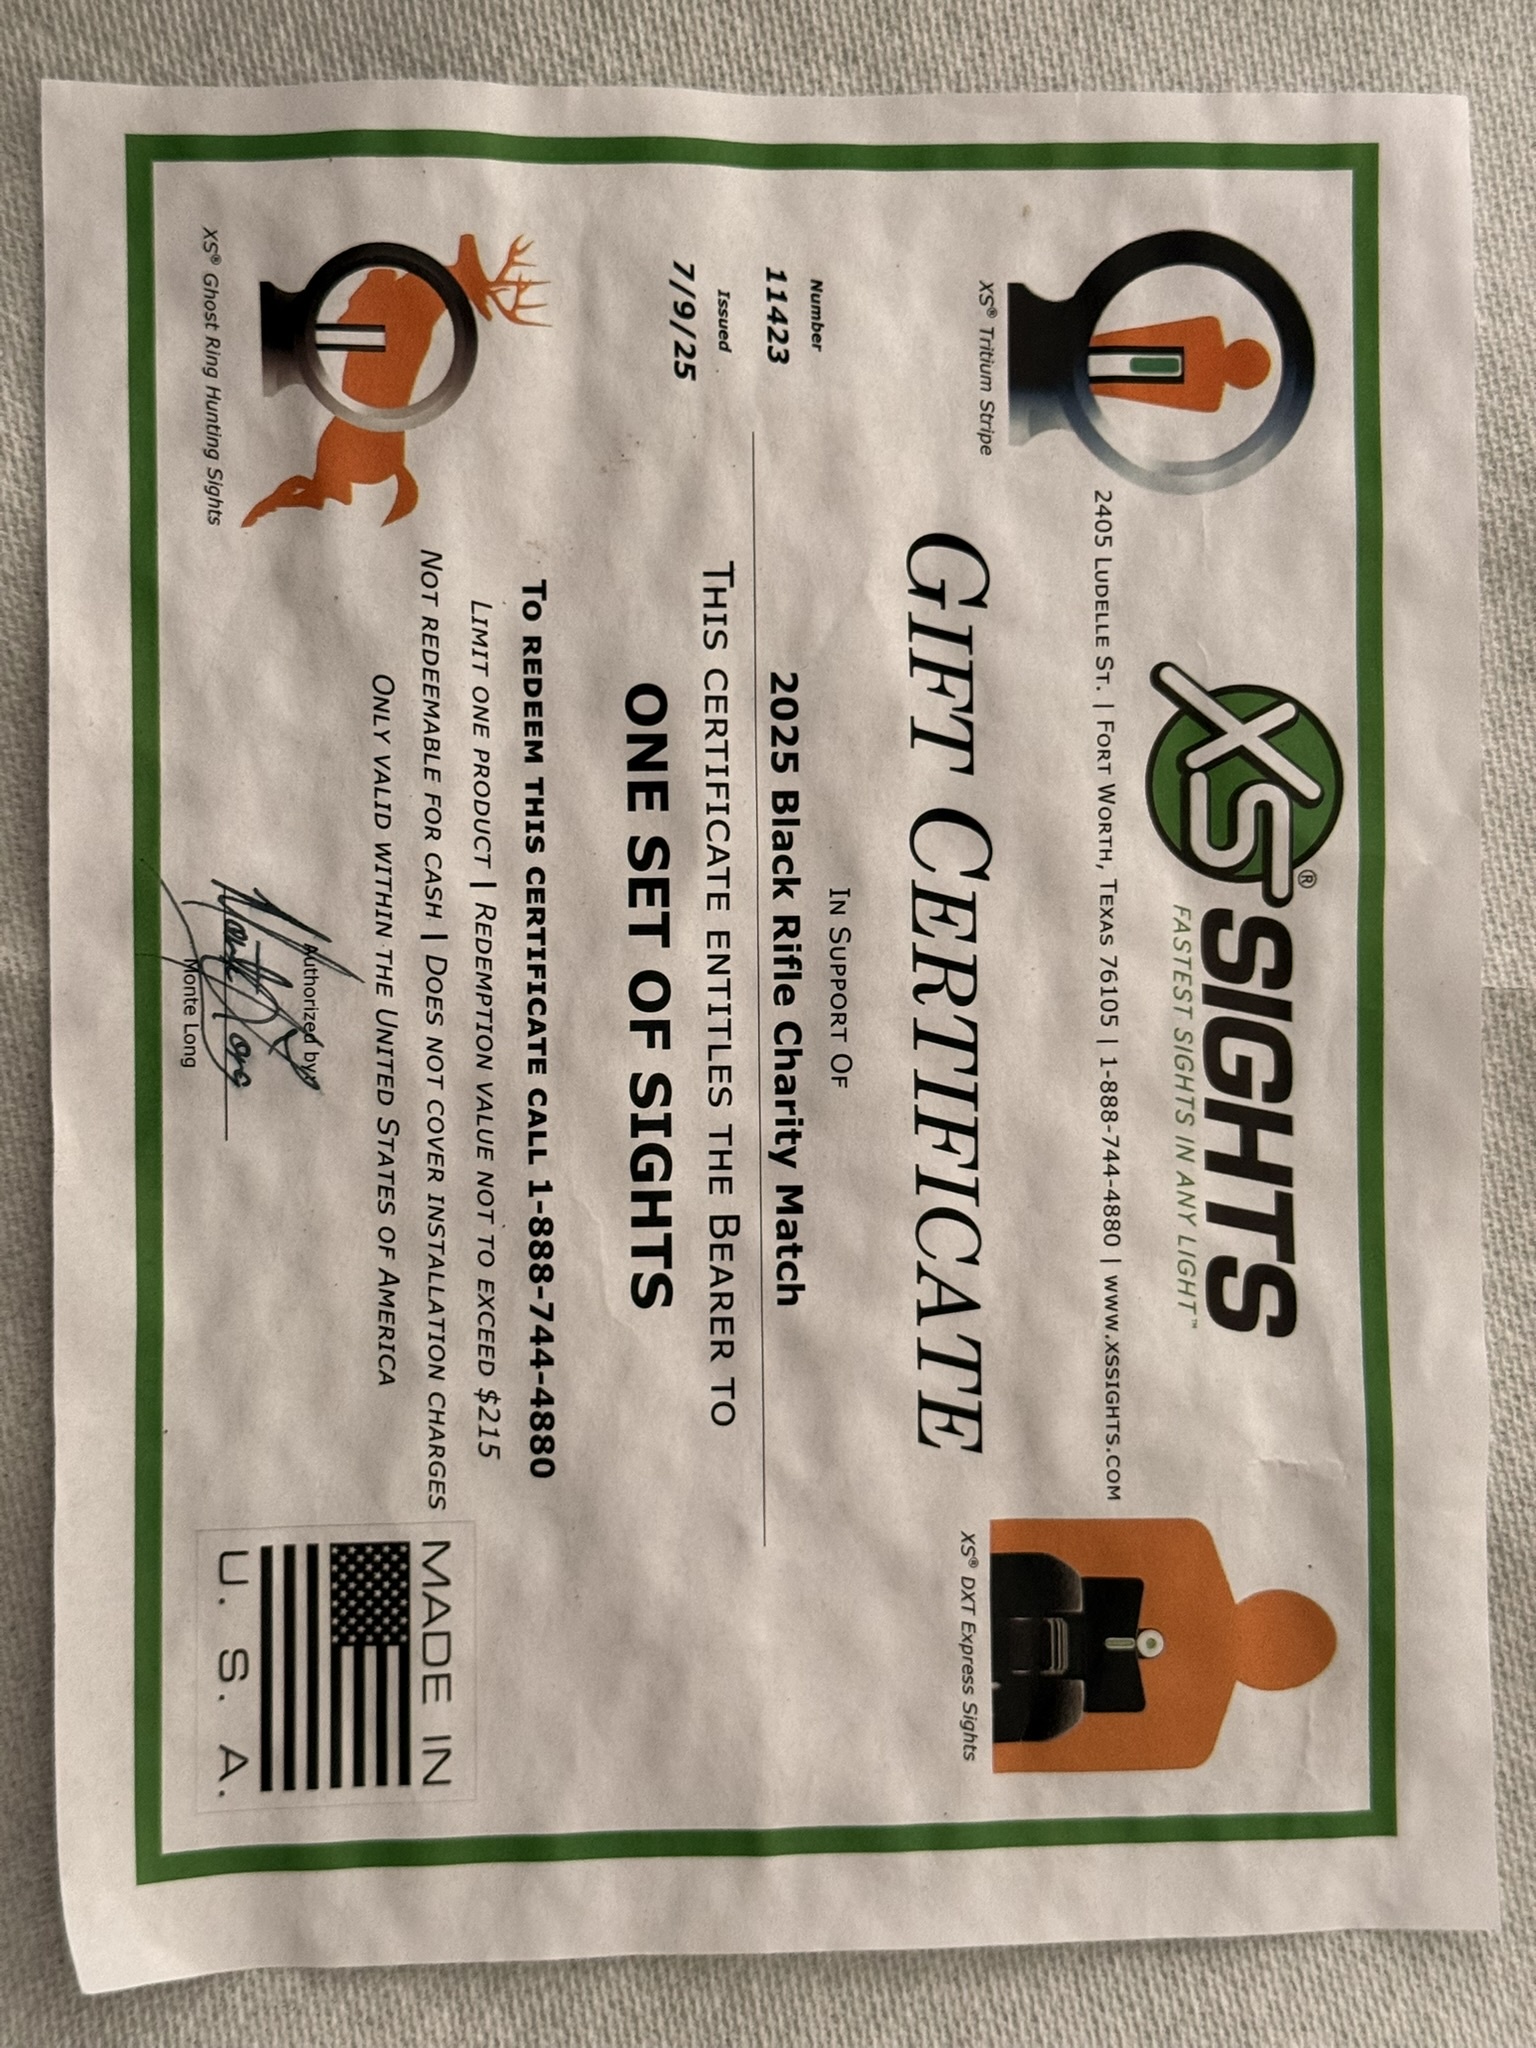 XS® SIGHTS
FASTEST SIGHTS IN ANY LIGHT™
2405 LUDELLE ST. | FORT WORTH, TEXAS 76105 | 1-888-744-4880 | WWW.XSSIGHTS.COM
XS® Tritium Stripe
XS® DXT Express Sights
GIFT CERTIFICATE
Number
11423
IN SUPPORT OF
2025 Black Rifle Charity Match
Issued
7/9/25
THIS CERTIFICATE ENTITLES THE BEARER TO
ONE SET OF SIGHTS
TO REDEEM THIS CERTIFICATE CALL 1-888-744-4880
LIMIT ONE PRODUCT | REDEMPTION VALUE NOT TO EXCEED $215
NOT REDEEMABLE FOR CASH | DOES NOT COVER INSTALLATION CHARGES
ONLY VALID WITHIN THE UNITED STATES OF AMERICA
XS® Ghost Ring Hunting Sights
Authorized by:
Monte Long
Monte Long
MADE IN
U. S. A.